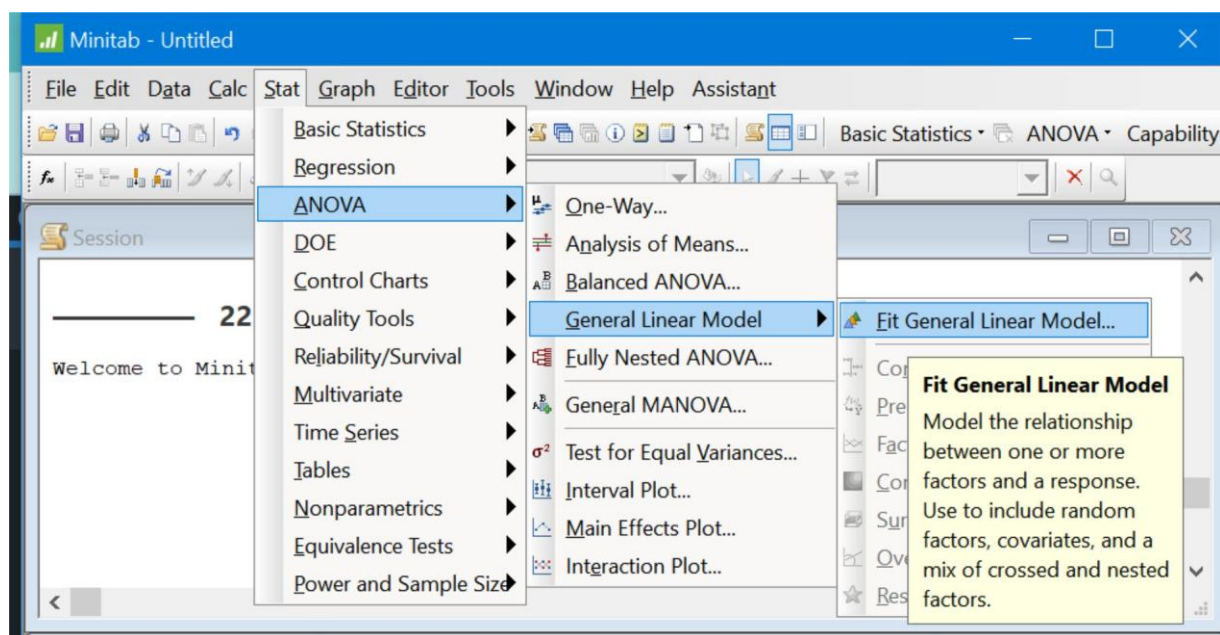 Minitab - Untitled
File Edit Data Calc Stat Graph Editor Tools Window Help Assistant
Basic Statistics ANOVA Capability
Session
22
Welcome to Minit
Basic Statistics
Regression
ANOVA
DOE
Control Charts
Quality Tools
Reliability/Survival
Multivariate
Time Series
Tables
Nonparametrics
Equivalence Tests
Power and Sample Size
One-Way...
Analysis of Means...
Balanced ANOVA...
General Linear Model
Fully Nested ANOVA...
General MANOVA...
Test for Equal Variances...
Interval Plot...
Main Effects Plot...
Interaction Plot...
Fit General Linear Model...
Pre
Fac
Ove
Res
Fit General Linear Model
Model the relationship
between one or more
factors and a response.
Use to include random
factors, covariates, and a
mix of crossed and nested
factors.